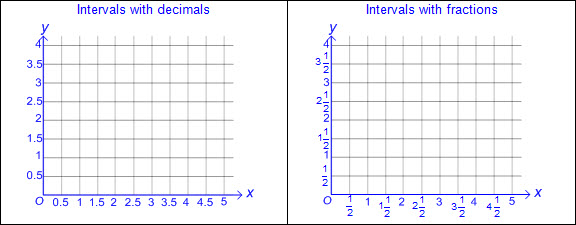 Intervals with decimals
y
4
3.5
3
2.5
2
1.5
1
0.5
O 0.5 1 1.5 2 2.5 3 3.5 4 4.5 5 x
Intervals with fractions
y
4
3 1/2
3
2 1/2
2
1 1/2
1
1/2
O 1/2 1 1 1/2 2 2 1/2 3 3 1/2 4 4 1/2 5 x